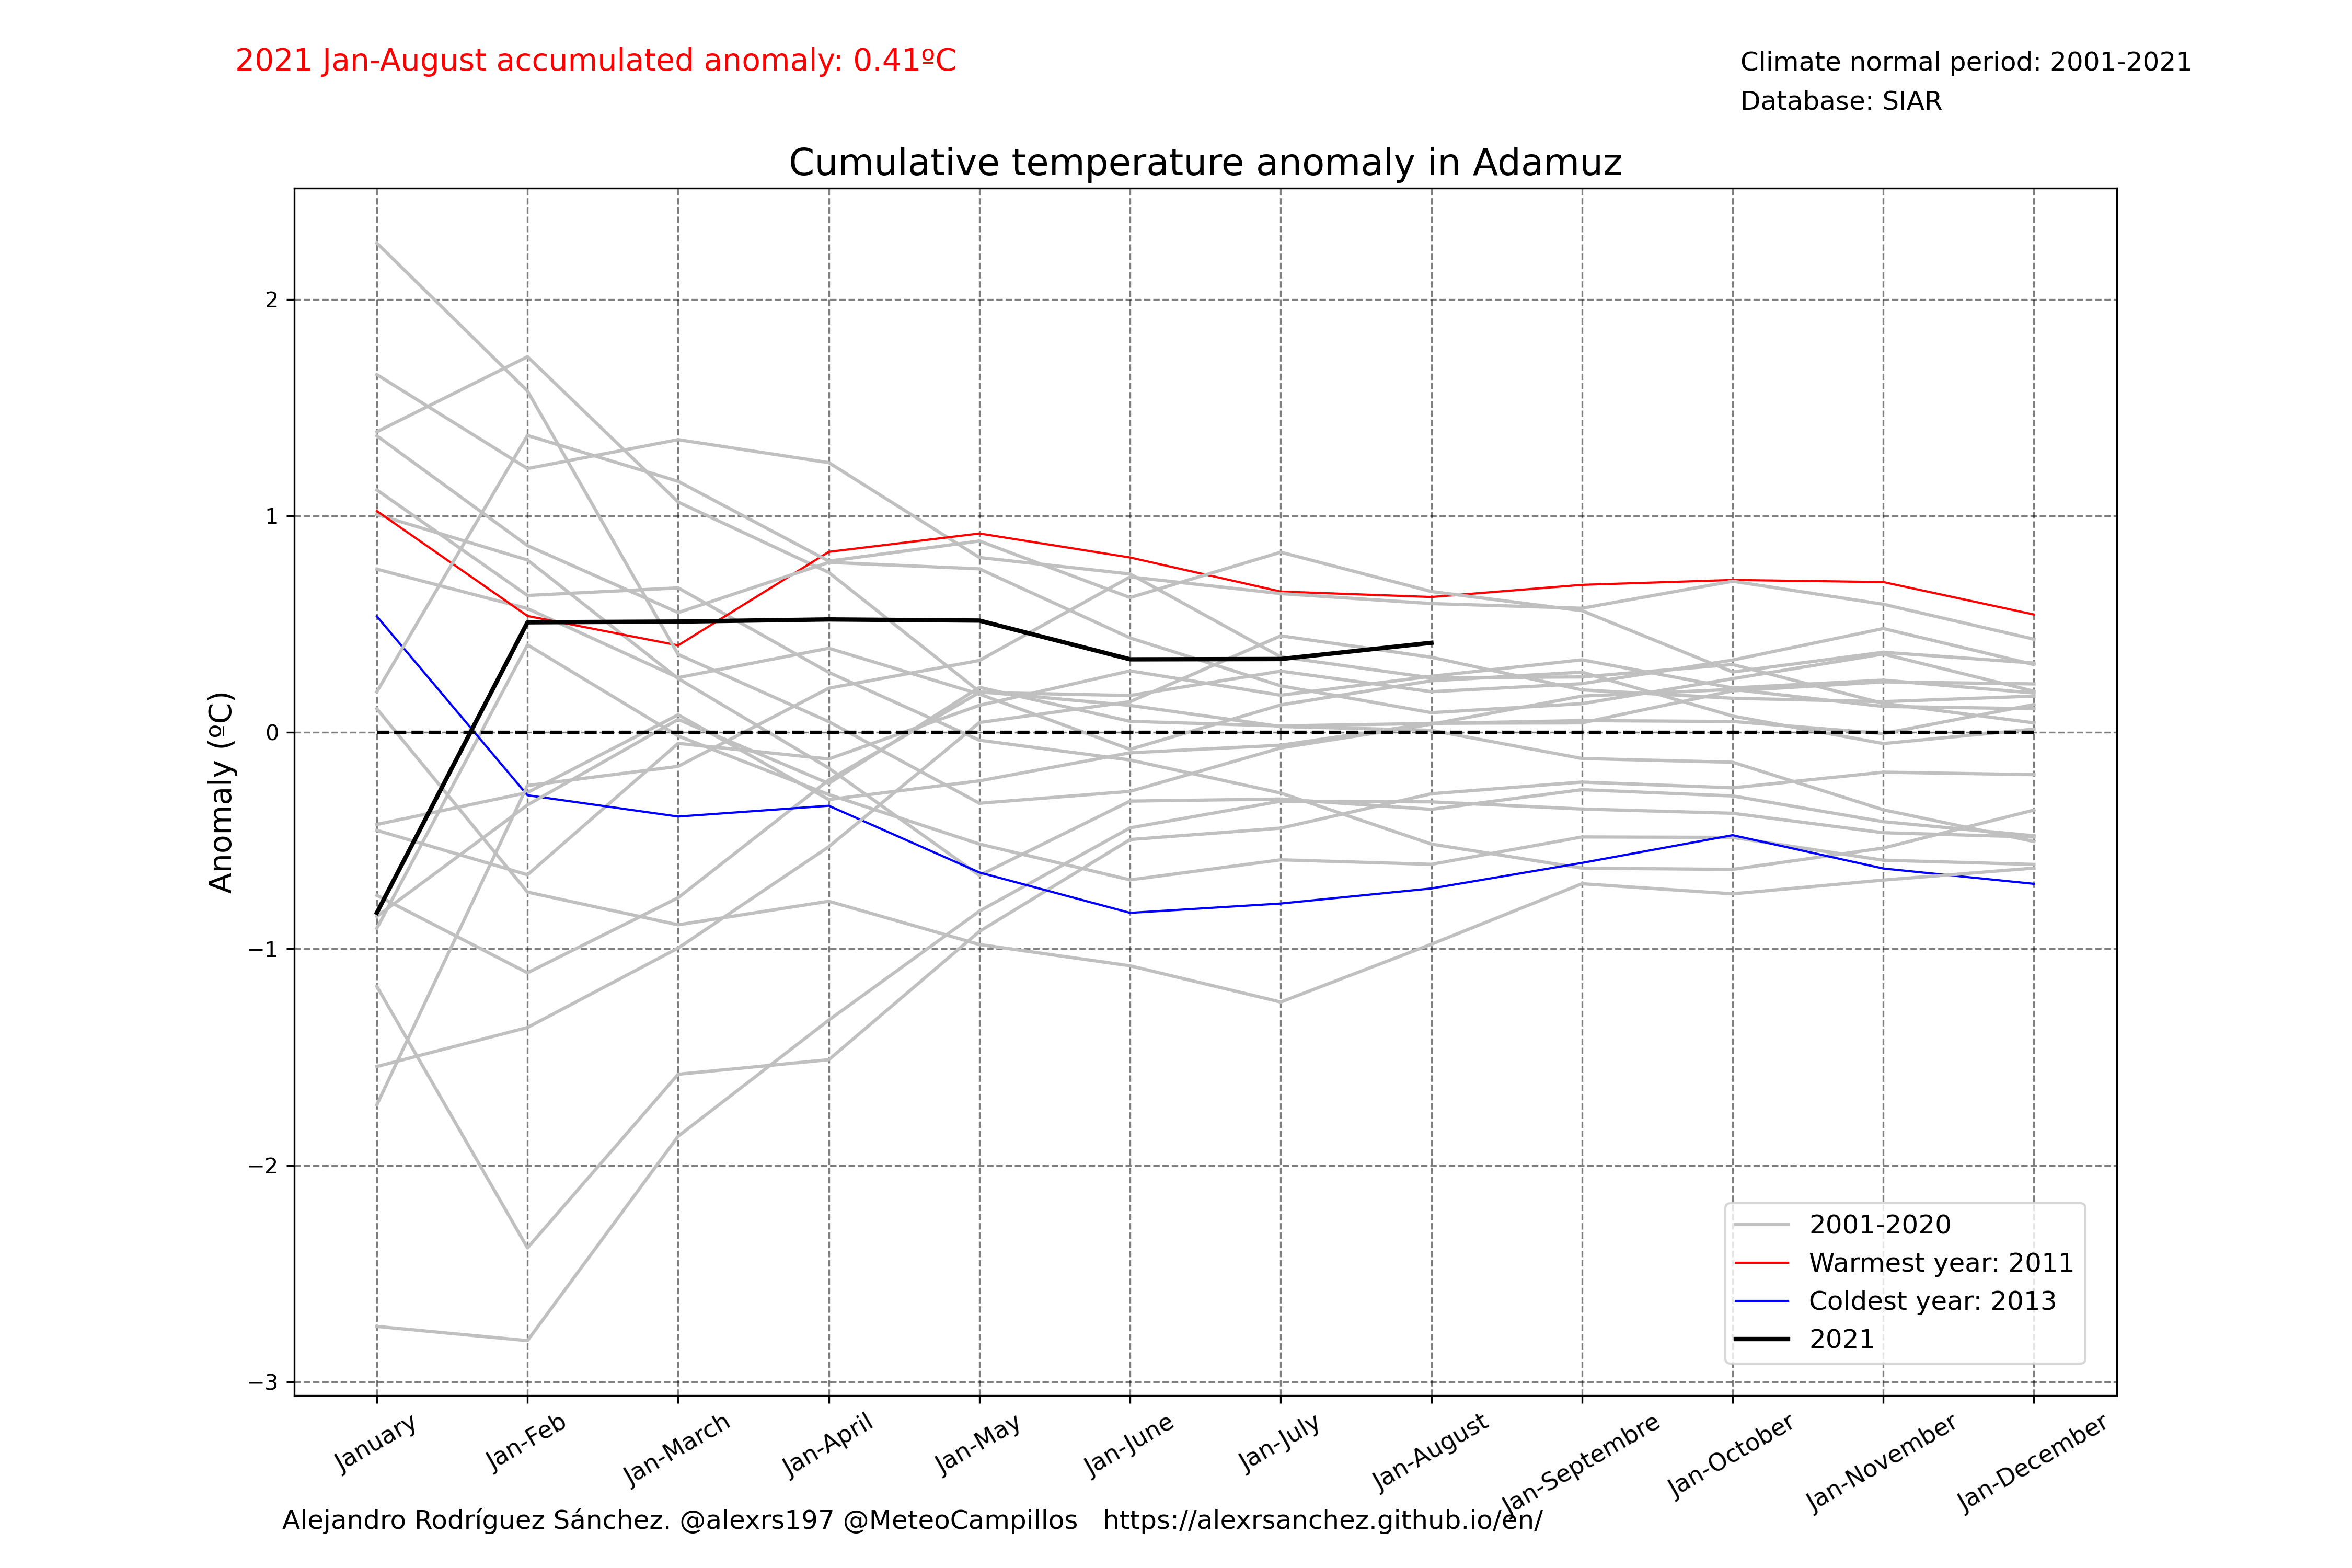 2021 Jan-August accumulated anomaly: 0.41ºC
Climate normal period: 2001-2021
Database: SIAR
Cumulative temperature anomaly in Adamuz
Anomaly (ºC)
2
1
0
−1
−2
−3
2001-2020
Warmest year: 2011
Coldest year: 2013
2021
January
Jan-Feb
Jan-March
Jan-April
Jan-May
Jan-June
Jan-July
Jan-August
Jan-Septembre
Jan-October
Jan-November
Jan-December
Alejandro Rodríguez Sánchez. @alexrs197 @MeteoCampillos https://alexrsanchez.github.io/en/